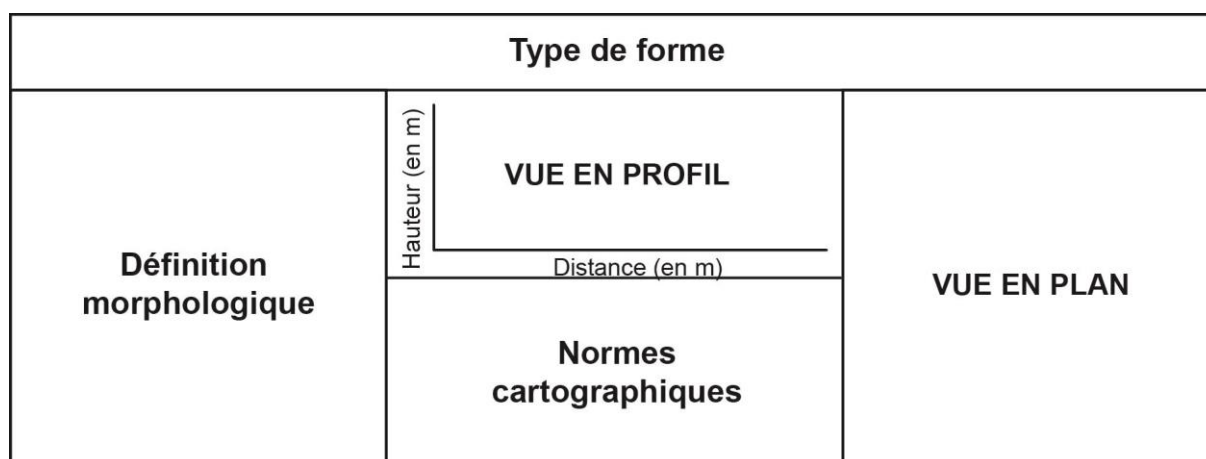 Type de forme
Définition
morphologique
Hauteur (en m)
VUE EN PROFIL
Distance (en m)
Normes
cartographiques
VUE EN PLAN